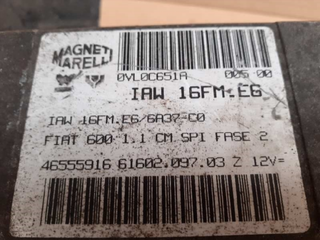 MAGNETI
MARELLI
0VL0C651A 005 00
IAW 16FM.E6
IAW 16FM.E6/6A37-C0
FIAT 600 1.1 CM SPI FASE 2
46555916 61602.097.03 Z 12V=